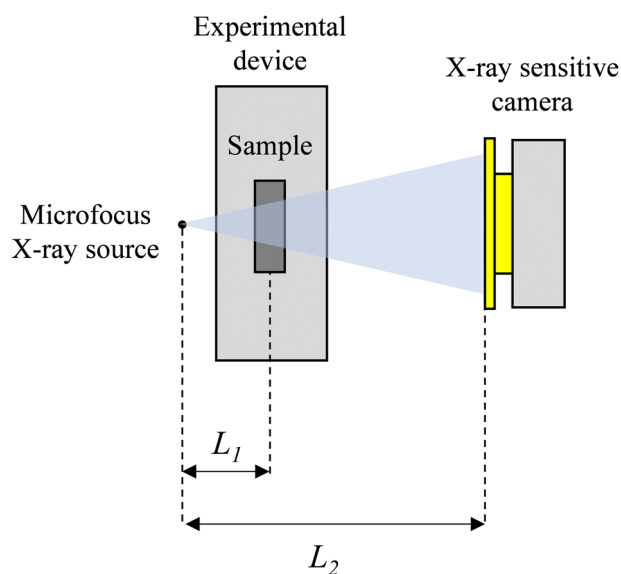 Experimental
device
X-ray sensitive
camera
Sample
Microfocus
X-ray source
L1
L2